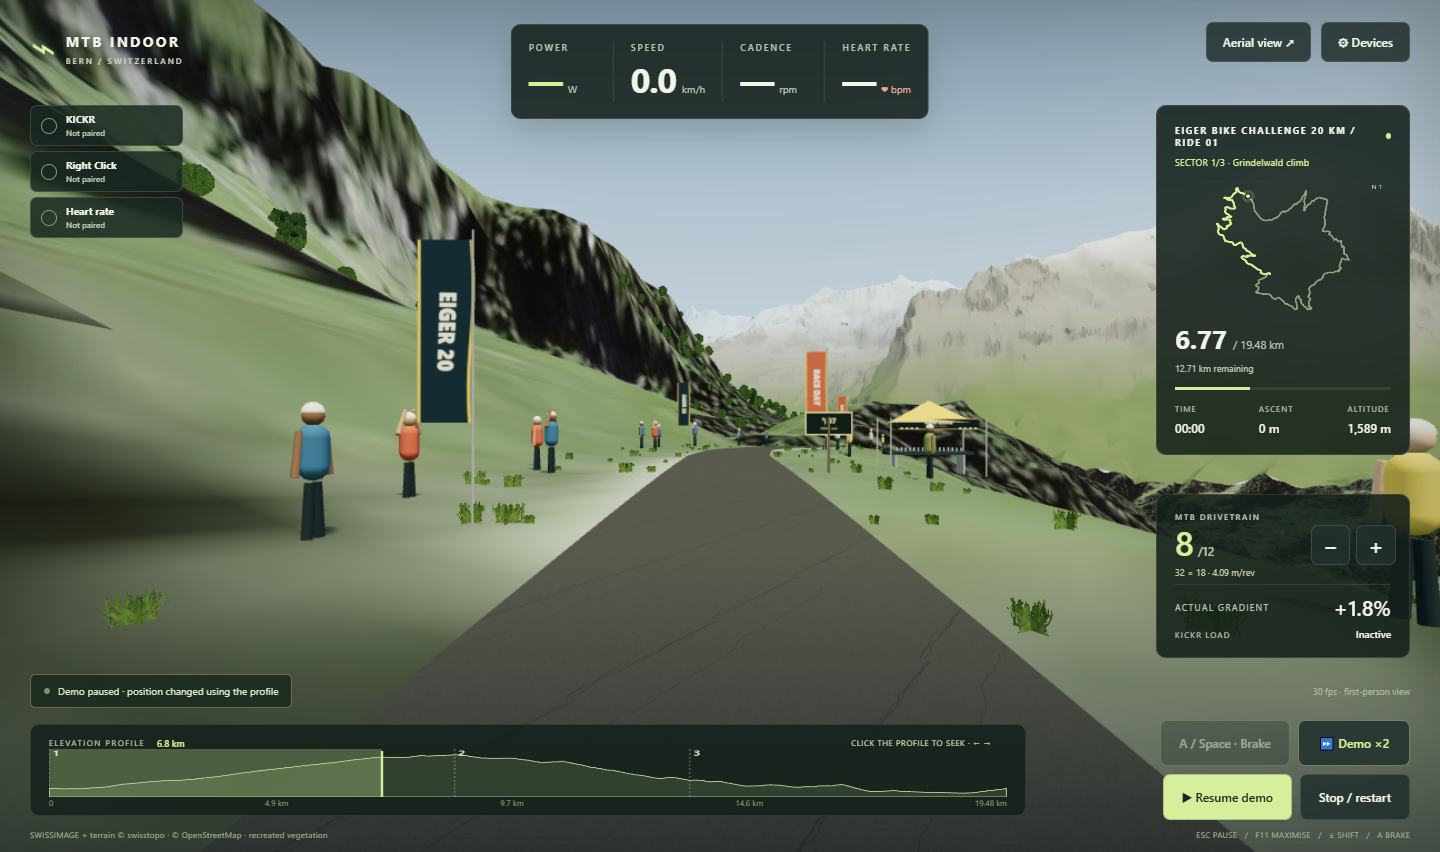 MTB INDOOR
BERN / SWITZERLAND
POWER
W
SPEED
0.0 km/h
CADENCE
rpm
HEART RATE
bpm
Aerial view ↗
⚙ Devices
KICKR
Not paired
Right Click
Not paired
Heart rate
Not paired
EIGER BIKE CHALLENGE 20 KM /
RIDE 01
SECTOR 1/3 · Grindelwald climb
N 1
6.77 / 19.48 km
12.71 km remaining
TIME
00:00
ASCENT
0 m
ALTITUDE
1,589 m
EIGER 20
RACE DAY
MTB DRIVETRAIN
8 /12
− +
32 × 18 · 4.09 m/rev
ACTUAL GRADIENT +1.8%
KICKR LOAD Inactive
Demo paused · position changed using the profile
30 fps · first-person view
ELEVATION PROFILE 6.8 km
CLICK THE PROFILE TO SEEK · ← →
1 2 3
0 4.9 km 9.7 km 14.6 km 19.48 km
A / Space · Brake
⏩ Demo ×2
▶ Resume demo
Stop / restart
SWISSIMAGE + terrain © swisstopo · © OpenStreetMap · recreated vegetation
ESC PAUSE / F11 MAXIMISE / ± SHIFT / A BRAKE